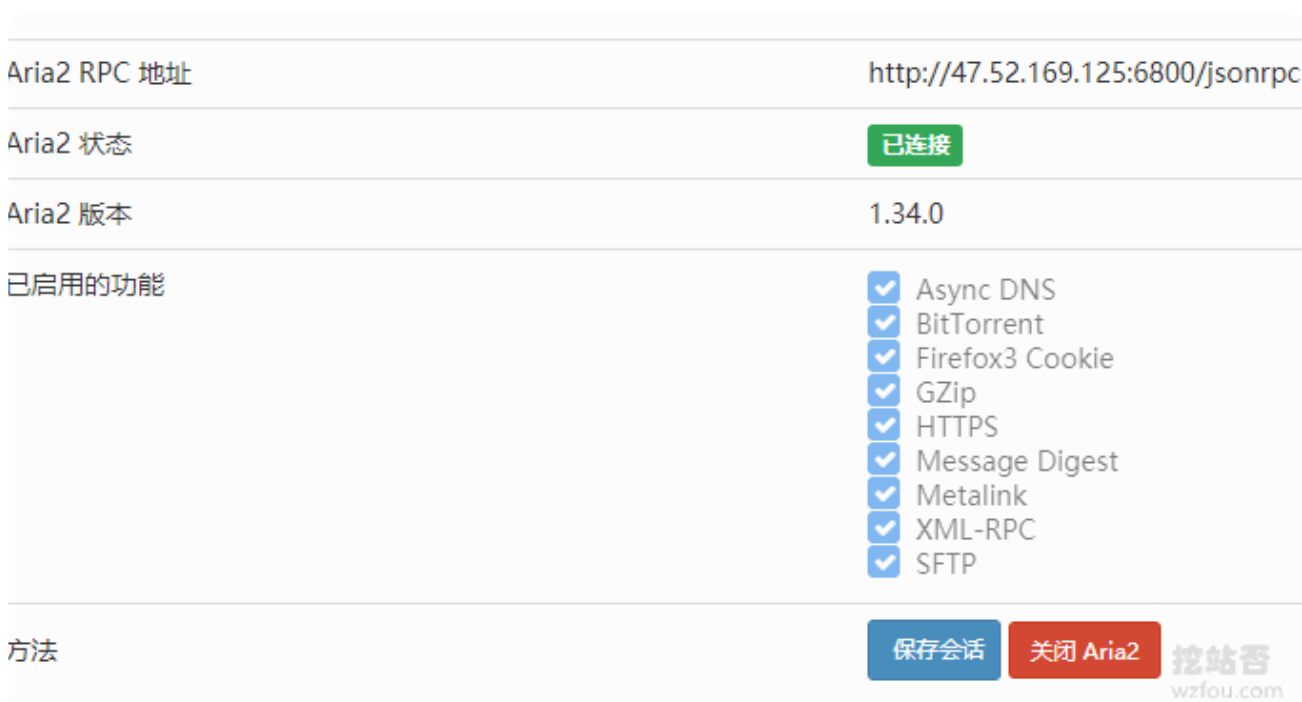 Aria2 RPC 地址
http://47.52.169.125:6800/jsonrpc
Aria2 状态
已连接
Aria2 版本
1.34.0
已启用的功能
Async DNS
BitTorrent
Firefox3 Cookie
GZip
HTTPS
Message Digest
Metalink
XML-RPC
SFTP
方法
保存会话
关闭 Aria2
挖站否
wzfou.com